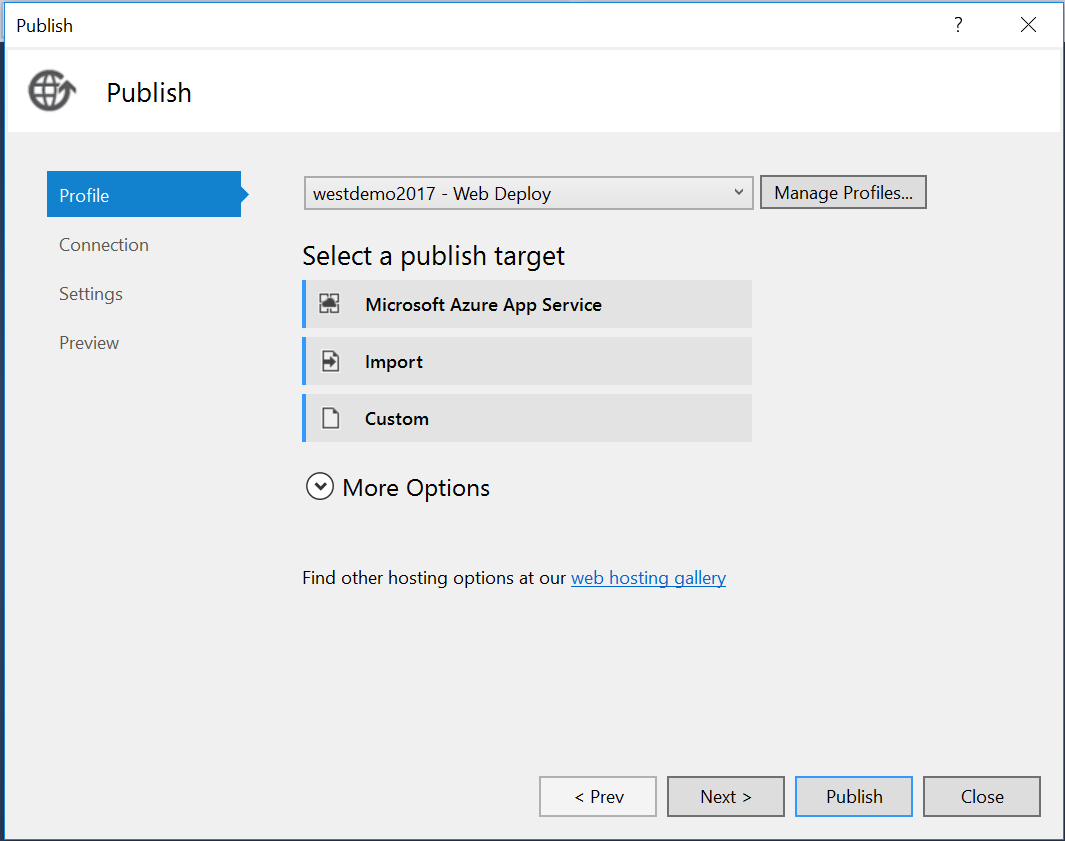 Publish
?
Publish
Profile
Connection
Settings
Preview
westdemo2017 - Web Deploy
Manage Profiles...
Select a publish target
Microsoft Azure App Service
Import
Custom
More Options
Find other hosting options at our web hosting gallery
< Prev
Next >
Publish
Close